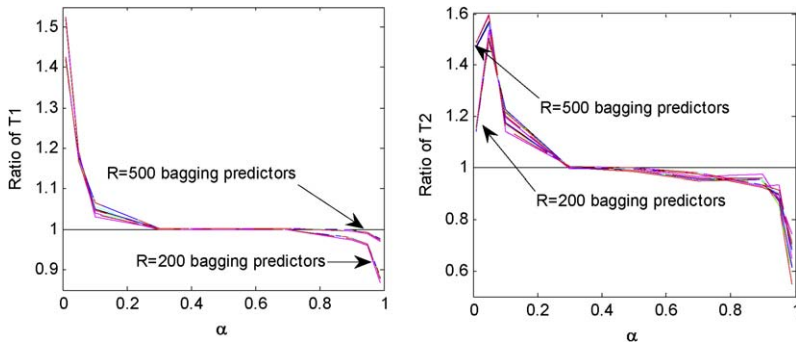 1.5
1.4
1.3
1.2
1.1
1
0.9
Ratio of T1
R=500 bagging predictors
R=200 bagging predictors
0 0.2 0.4 0.6 0.8 1
α
1.6
1.4
1.2
1
0.8
0.6
Ratio of T2
R=500 bagging predictors
R=200 bagging predictors
0 0.2 0.4 0.6 0.8 1
α